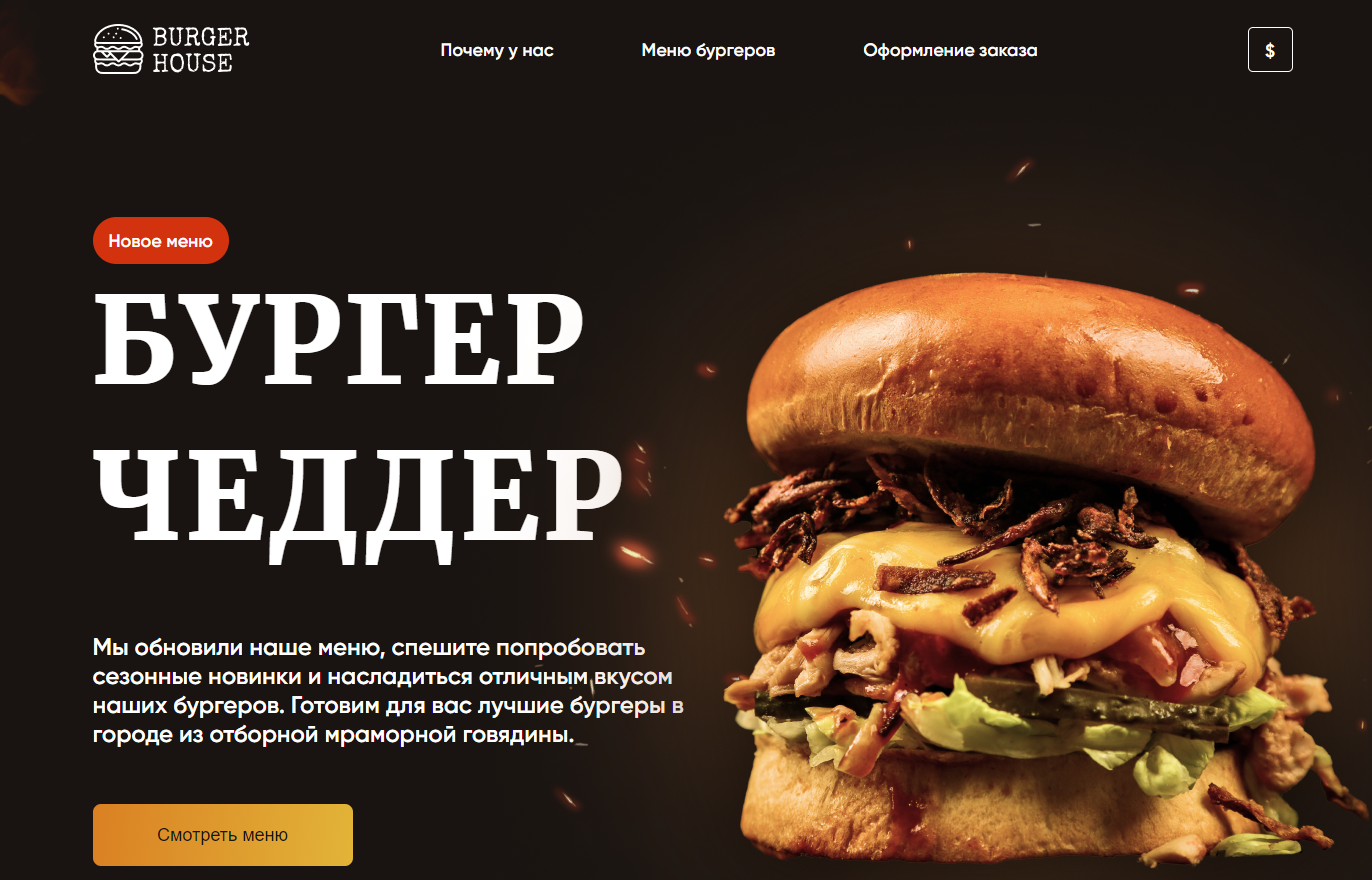 BURGER
HOUSE
Почему у нас
Меню бургеров
Оформление заказа
$
Новое меню
БУРГЕР
ЧЕДДЕР
Мы обновили наше меню, спешите попробовать
сезонные новинки и насладиться отличным вкусом
наших бургеров. Готовим для вас лучшие бургеры в
городе из отборной мраморной говядины.
Смотреть меню